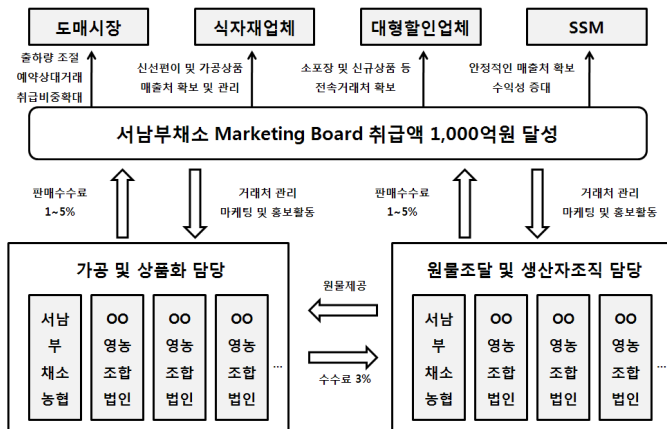 도매시장
식자재업체
대형할인업체
SSM
출하량 조절
예약상대거래
취급비중확대
신선편이 및 가공상품
매출처 확보 및 관리
소포장 및 신규상품 등
전속거래처 확보
안정적인 매출처 확보
수익성 증대
서남부채소 Marketing Board 취급액 1,000억원 달성
판매수수료
1~5%
거래처 관리
마케팅 및 홍보활동
판매수수료
1~5%
거래처 관리
마케팅 및 홍보활동
가공 및 상품화 담당
서남
부
채소
농협
OO
영농
조합
법인
OO
영농
조합
법인
OO
영농
조합
법인
...
원물제공
수수료 3%
원물조달 및 생산자조직 담당
서남
부
채소
농협
OO
영농
조합
법인
OO
영농
조합
법인
OO
영농
조합
법인
...